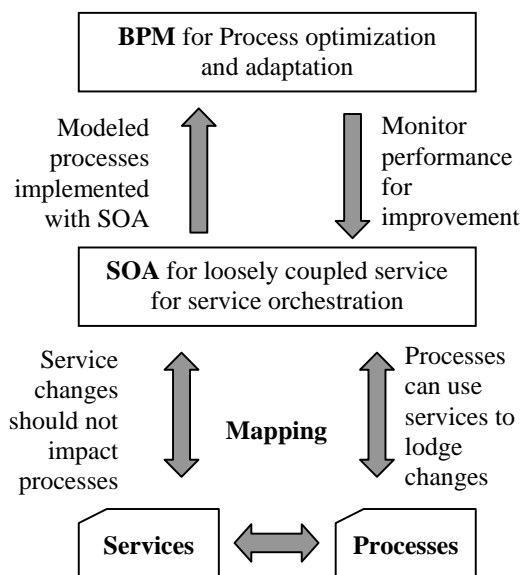 BPM for Process optimization
and adaptation
Modeled
processes
implemented
with SOA
Monitor
performance
for
improvement
SOA for loosely coupled service
for service orchestration
Service
changes
should not
impact
processes
Mapping
Processes
can use
services to
lodge
changes
Services
Processes